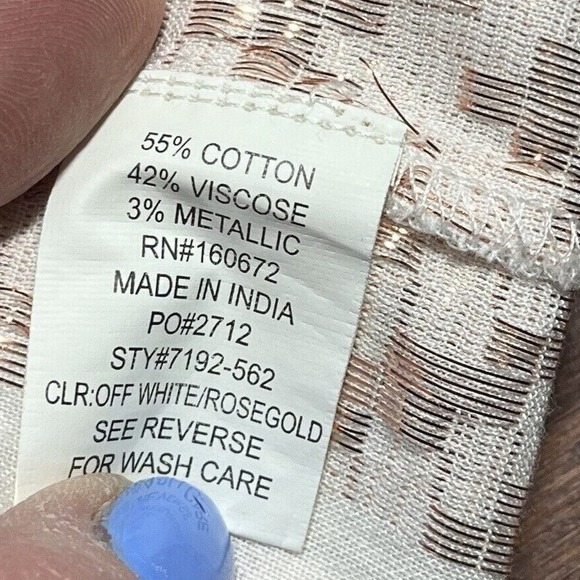 55% COTTON
42% VISCOSE
3% METALLIC
RN#160672
MADE IN INDIA
PO#2712
STY#7192-562
CLR:OFF WHITE/ROSEGOLD
SEE REVERSE
FOR WASH CARE